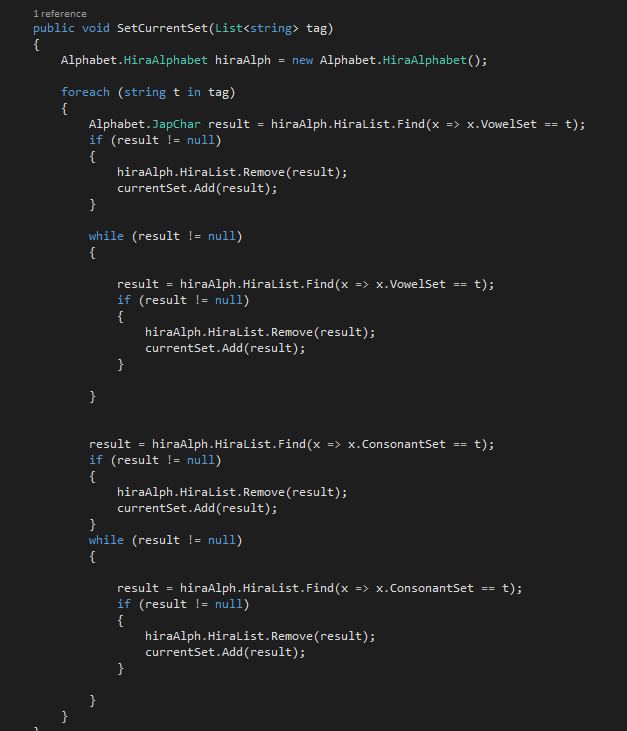 1 reference
public void SetCurrentSet(List<string> tag)
{
    Alphabet.HiraAlphabet hiraAlph = new Alphabet.HiraAlphabet();

    foreach (string t in tag)
    {
        Alphabet.JapChar result = hiraAlph.HiraList.Find(x => x.VowelSet == t);
        if (result != null)
        {
            hiraAlph.HiraList.Remove(result);
            currentSet.Add(result);
        }

        while (result != null)
        {

            result = hiraAlph.HiraList.Find(x => x.VowelSet == t);
            if (result != null)
            {
                hiraAlph.HiraList.Remove(result);
                currentSet.Add(result);
            }

        }


        result = hiraAlph.HiraList.Find(x => x.ConsonantSet == t);
        if (result != null)
        {
            hiraAlph.HiraList.Remove(result);
            currentSet.Add(result);
        }
        while (result != null)
        {

            result = hiraAlph.HiraList.Find(x => x.ConsonantSet == t);
            if (result != null)
            {
                hiraAlph.HiraList.Remove(result);
                currentSet.Add(result);
            }

        }
    }
}